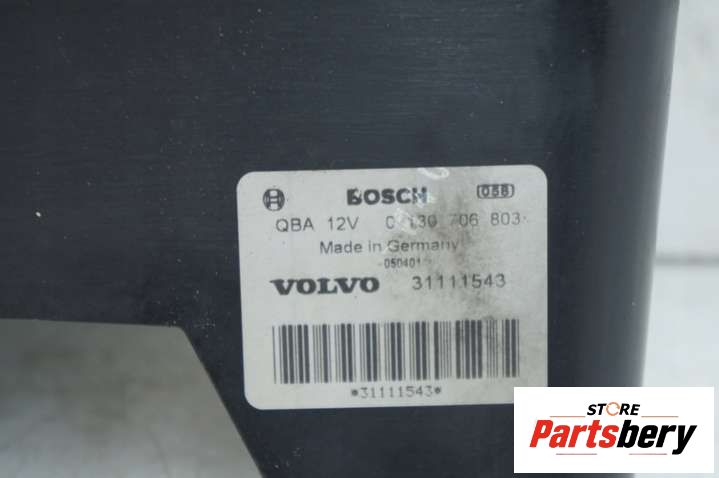 BOSCH 058
QBA 12V 0 130 706 803
Made in Germany
050401
VOLVO 31111543
*31111543*
STORE
Partsbery